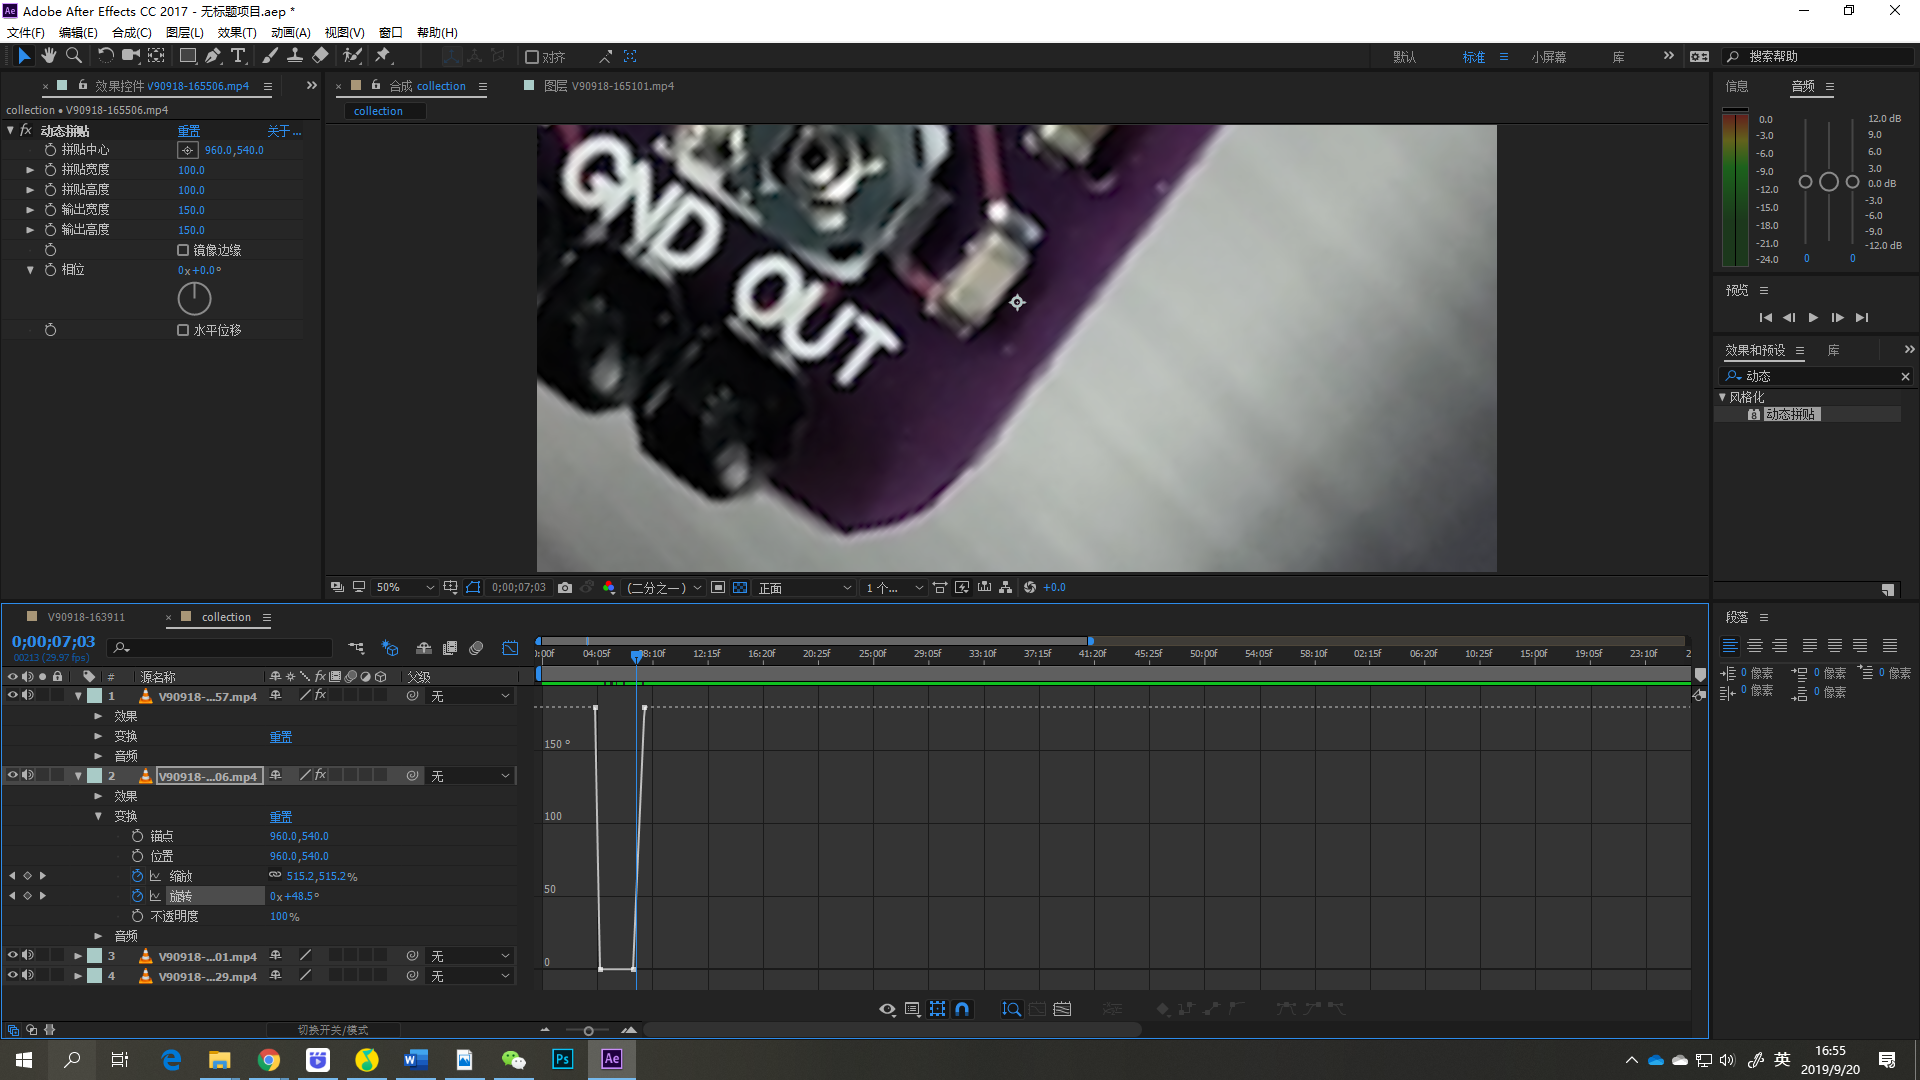 Adobe After Effects CC 2017 - 无标题项目.aep *
文件(F) 编辑(E) 合成(C) 图层(L) 效果(T) 动画(A) 视图(V) 窗口 帮助(H)
对齐 默认 标准 小屏幕 库 搜索帮助
效果控件 V90918-165506.mp4
合成 collection
图层 V90918-165101.mp4
collection • V90918-165506.mp4
collection
fx 动态拼贴 重置 关于...
拼贴中心 960.0,540.0
拼贴宽度 100.0
拼贴高度 100.0
输出宽度 150.0
输出高度 150.0
镜像边缘
相位 0x+0.0°
水平位移
GND OUT
50% 0;00;07;03 (二分之一) 正面 1 个... +0.0
信息 音频
0.0 12.0 dB
-3.0 9.0
-6.0 6.0
-9.0 3.0
-12.0 0.0 dB
-15.0 -3.0
-18.0 -6.0
-21.0 -9.0
-24.0 -12.0 dB
0 0
预览
效果和预设 库
动态
风格化
动态拼贴
段落
0 像素 0 像素 0 像素
0 像素 0 像素
V90918-163911 collection
0;00;07;03
00213 (29.97 fps)
:00f 04:05f 08:10f 12:15f 16:20f 20:25f 25:00f 29:05f 33:10f 37:15f 41:20f 45:25f 50:00f 54:05f 58:10f 02:15f 06:20f 10:25f 15:00f 19:05f 23:10f 2
# 源名称 fx 父级
1 V90918-...57.mp4 fx 无
效果
变换 重置
音频
2 V90918-...06.mp4 fx 无
效果
变换 重置
锚点 960.0,540.0
位置 960.0,540.0
缩放 515.2,515.2%
旋转 0x+48.5°
不透明度 100%
音频
3 V90918-...01.mp4 无
4 V90918-...29.mp4 无
150 °
100
50
0
切换开关/模式
Ps Ae
英
16:55
2019/9/20